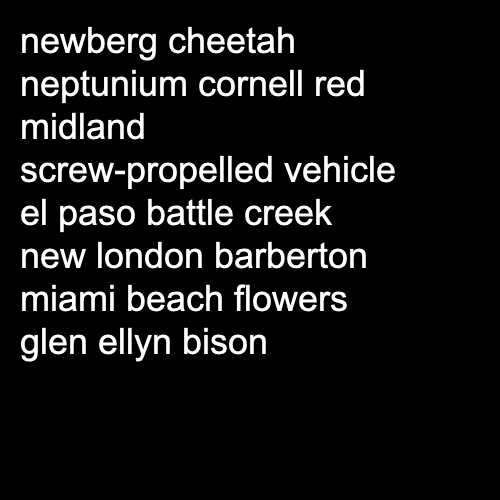 newberg cheetah
neptunium cornell red
midland
screw-propelled vehicle
el paso battle creek
new london barberton
miami beach flowers
glen ellyn bison